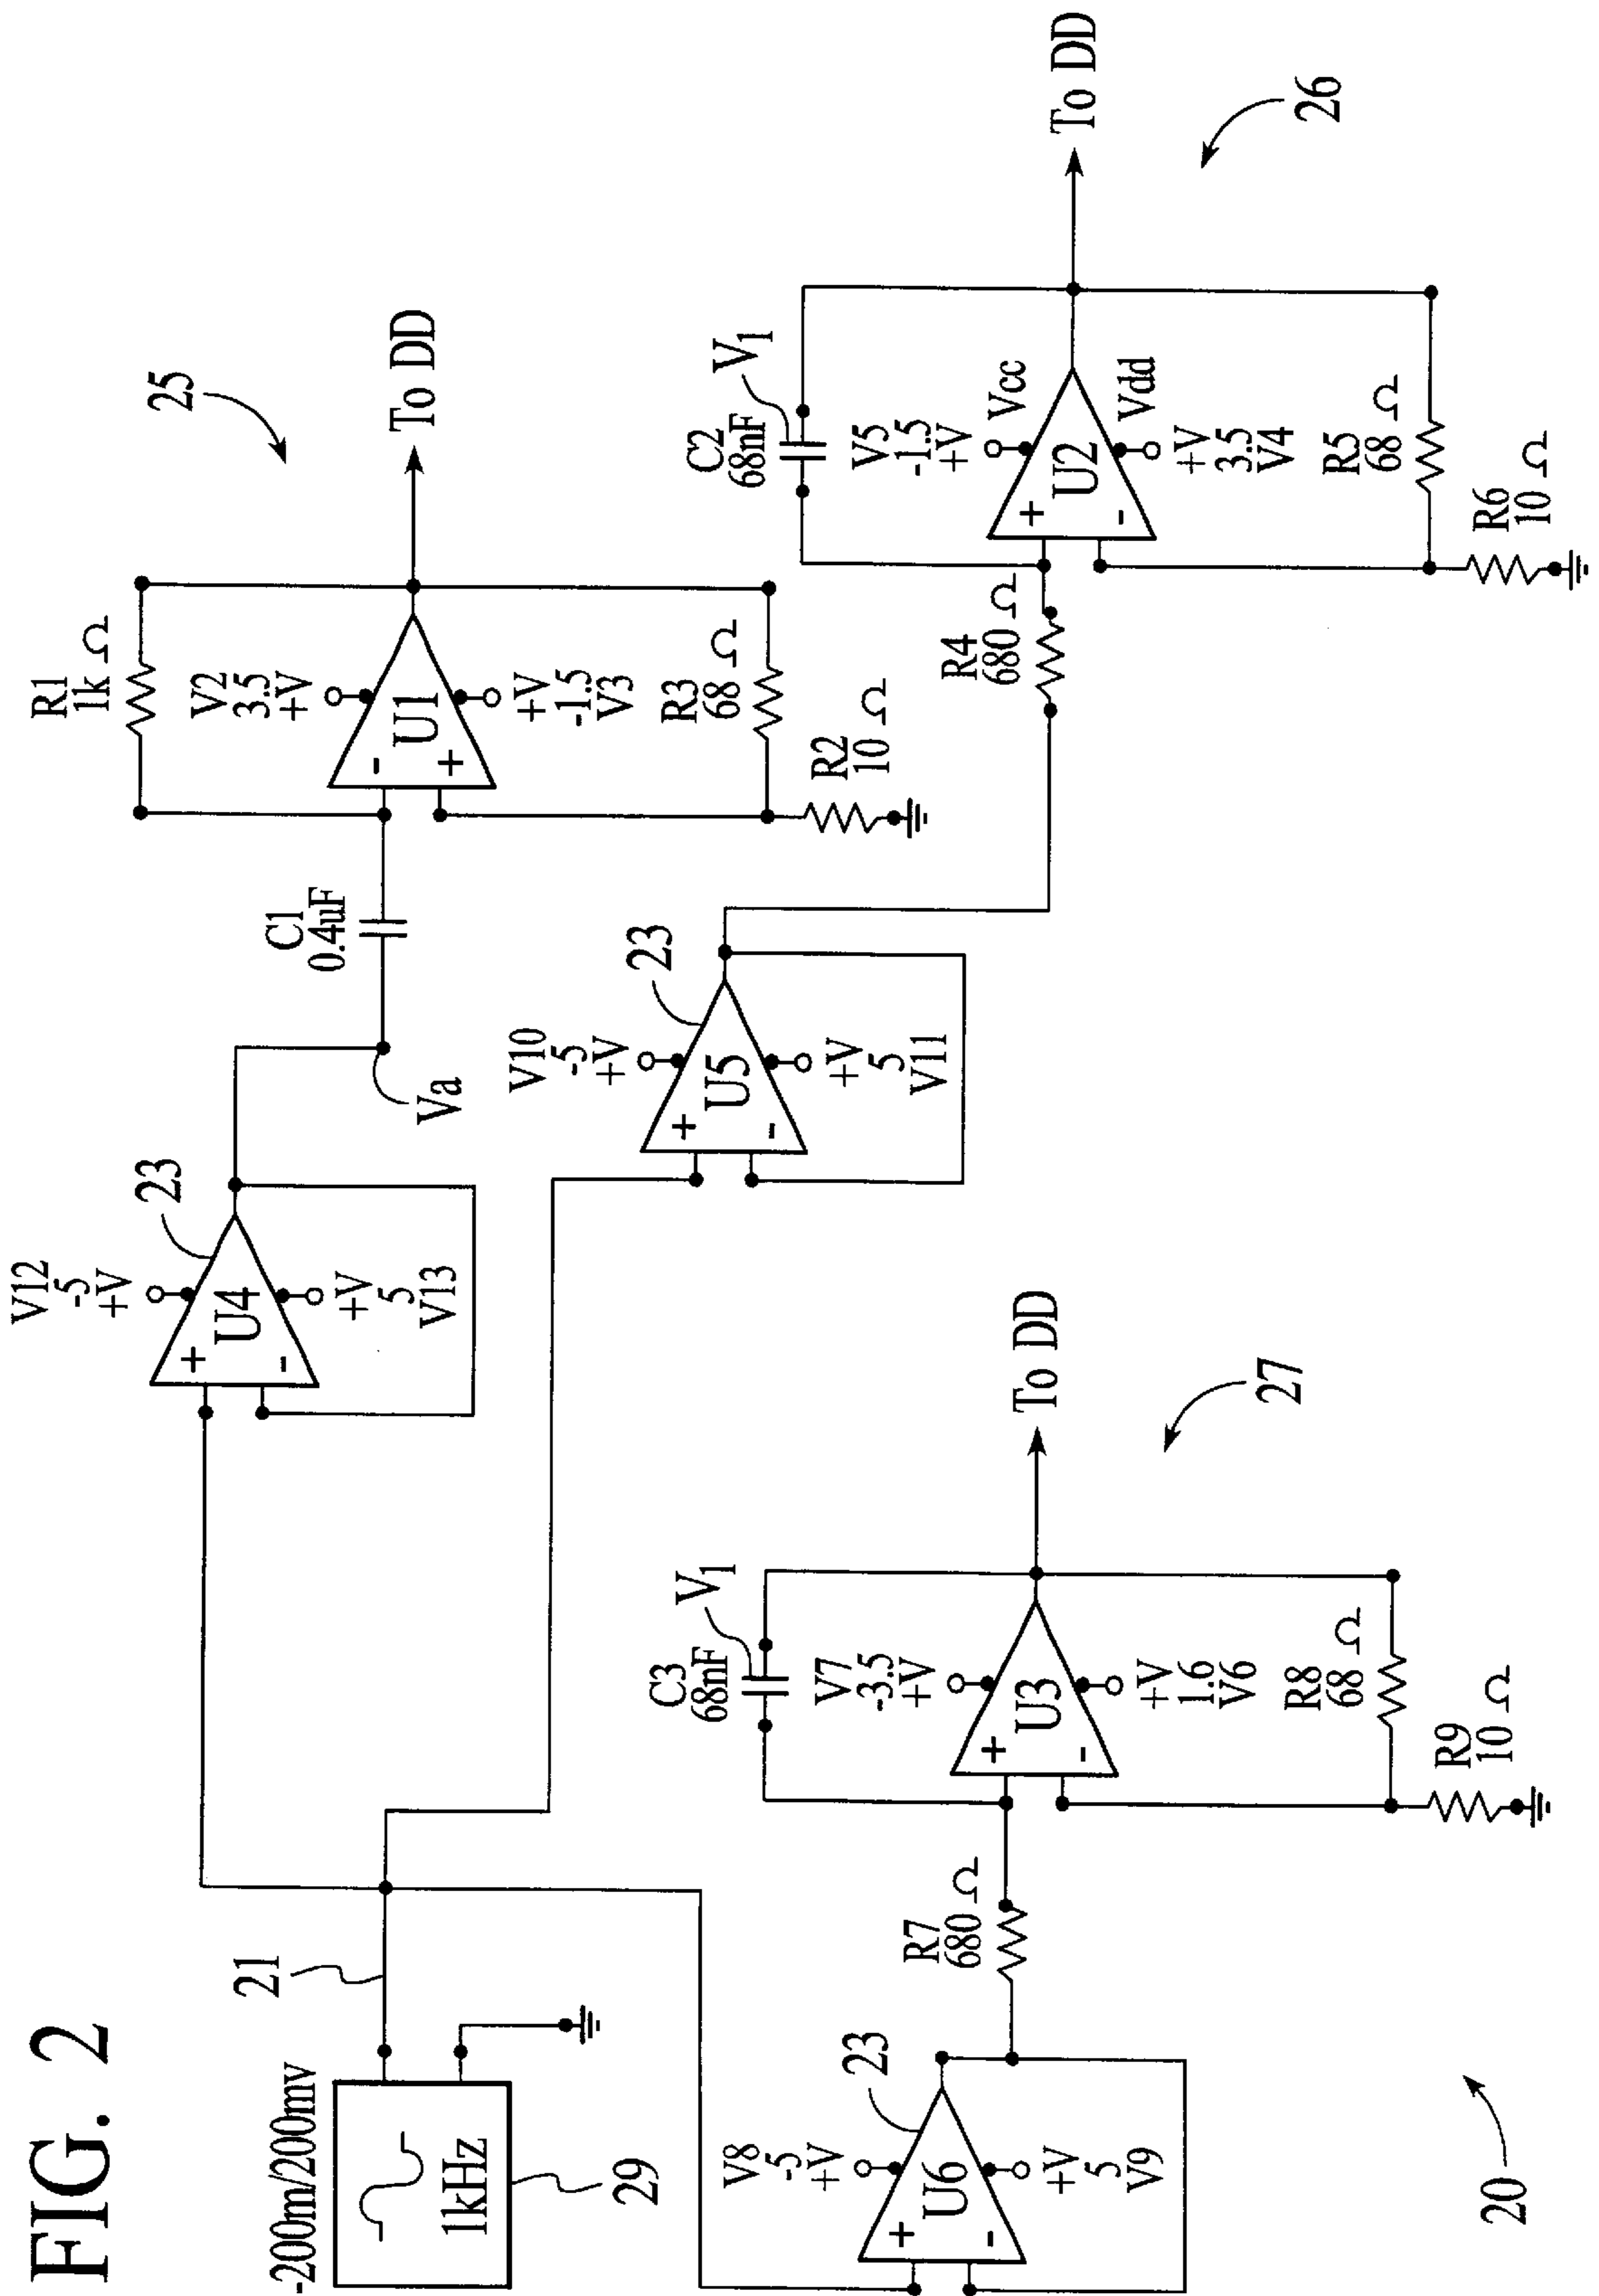 FIG. 2
-200m/200mv
1kHz
29
21
V12
-5
+V
+
-
U4
23
+V
5
V13
Va
C1
0.4uF
R1
1k Ω
V2
3.5
+V
-
+
U1
+V
-1.5
V3
R3
68 Ω
R2
10 Ω
To DD
25
V10
-5
+V
+
-
U5
23
+V
5
V11
R4
680 Ω
C2
68nF
V1
V5
-1.5
+V
Vcc
+
-
U2
Vdd
+V
3.5
V4
R5
68 Ω
R6
10 Ω
To DD
26
V8
-5
+V
+
-
U6
23
+V
5
V9
R7
680 Ω
C3
68nF
V1
V7
-3.5
+V
+
-
U3
+V
1.6
V6
R8
68 Ω
R9
10 Ω
To DD
27
20